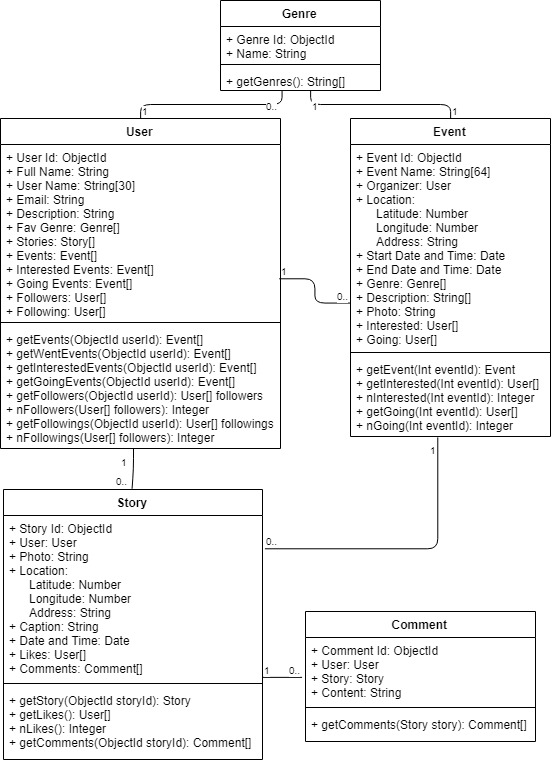 Genre
+ Genre Id: ObjectId
+ Name: String
+ getGenres(): String[]
0..
1
1
1
User
+ User Id: ObjectId
+ Full Name: String
+ User Name: String[30]
+ Email: String
+ Description: String
+ Fav Genre: Genre[]
+ Stories: Story[]
+ Events: Event[]
+ Interested Events: Event[]
+ Going Events: Event[]
+ Followers: User[]
+ Following: User[]
+ getEvents(ObjectId userId): Event[]
+ getWentEvents(ObjectId userId): Event[]
+ getInterestedEvents(ObjectId userId): Event[]
+ getGoingEvents(ObjectId userId): Event[]
+ getFollowers(ObjectId userId): User[] followers
+ nFollowers(User[] followers): Integer
+ getFollowings(ObjectId userId): User[] followings
+ nFollowings(User[] followers): Integer
1
0..
Event
+ Event Id: ObjectId
+ Event Name: String[64]
+ Organizer: User
+ Location:
Latitude: Number
Longitude: Number
Address: String
+ Start Date and Time: Date
+ End Date and Time: Date
+ Genre: Genre[]
+ Description: String[]
+ Photo: String
+ Interested: User[]
+ Going: User[]
+ getEvent(Int eventId): Event
+ getInterested(Int eventId): User[]
+ nInterested(Int eventId): Integer
+ getGoing(Int eventId): User[]
+ nGoing(Int eventId): Integer
1
0..
1
0..
Story
+ Story Id: ObjectId
+ User: User
+ Photo: String
+ Location:
Latitude: Number
Longitude: Number
Address: String
+ Caption: String
+ Date and Time: Date
+ Likes: User[]
+ Comments: Comment[]
+ getStory(ObjectId storyId): Story
+ getLikes(): User[]
+ nLikes(): Integer
+ getComments(ObjectId storyId): Comment[]
1
0..
Comment
+ Comment Id: ObjectId
+ User: User
+ Story: Story
+ Content: String
+ getComments(Story story): Comment[]